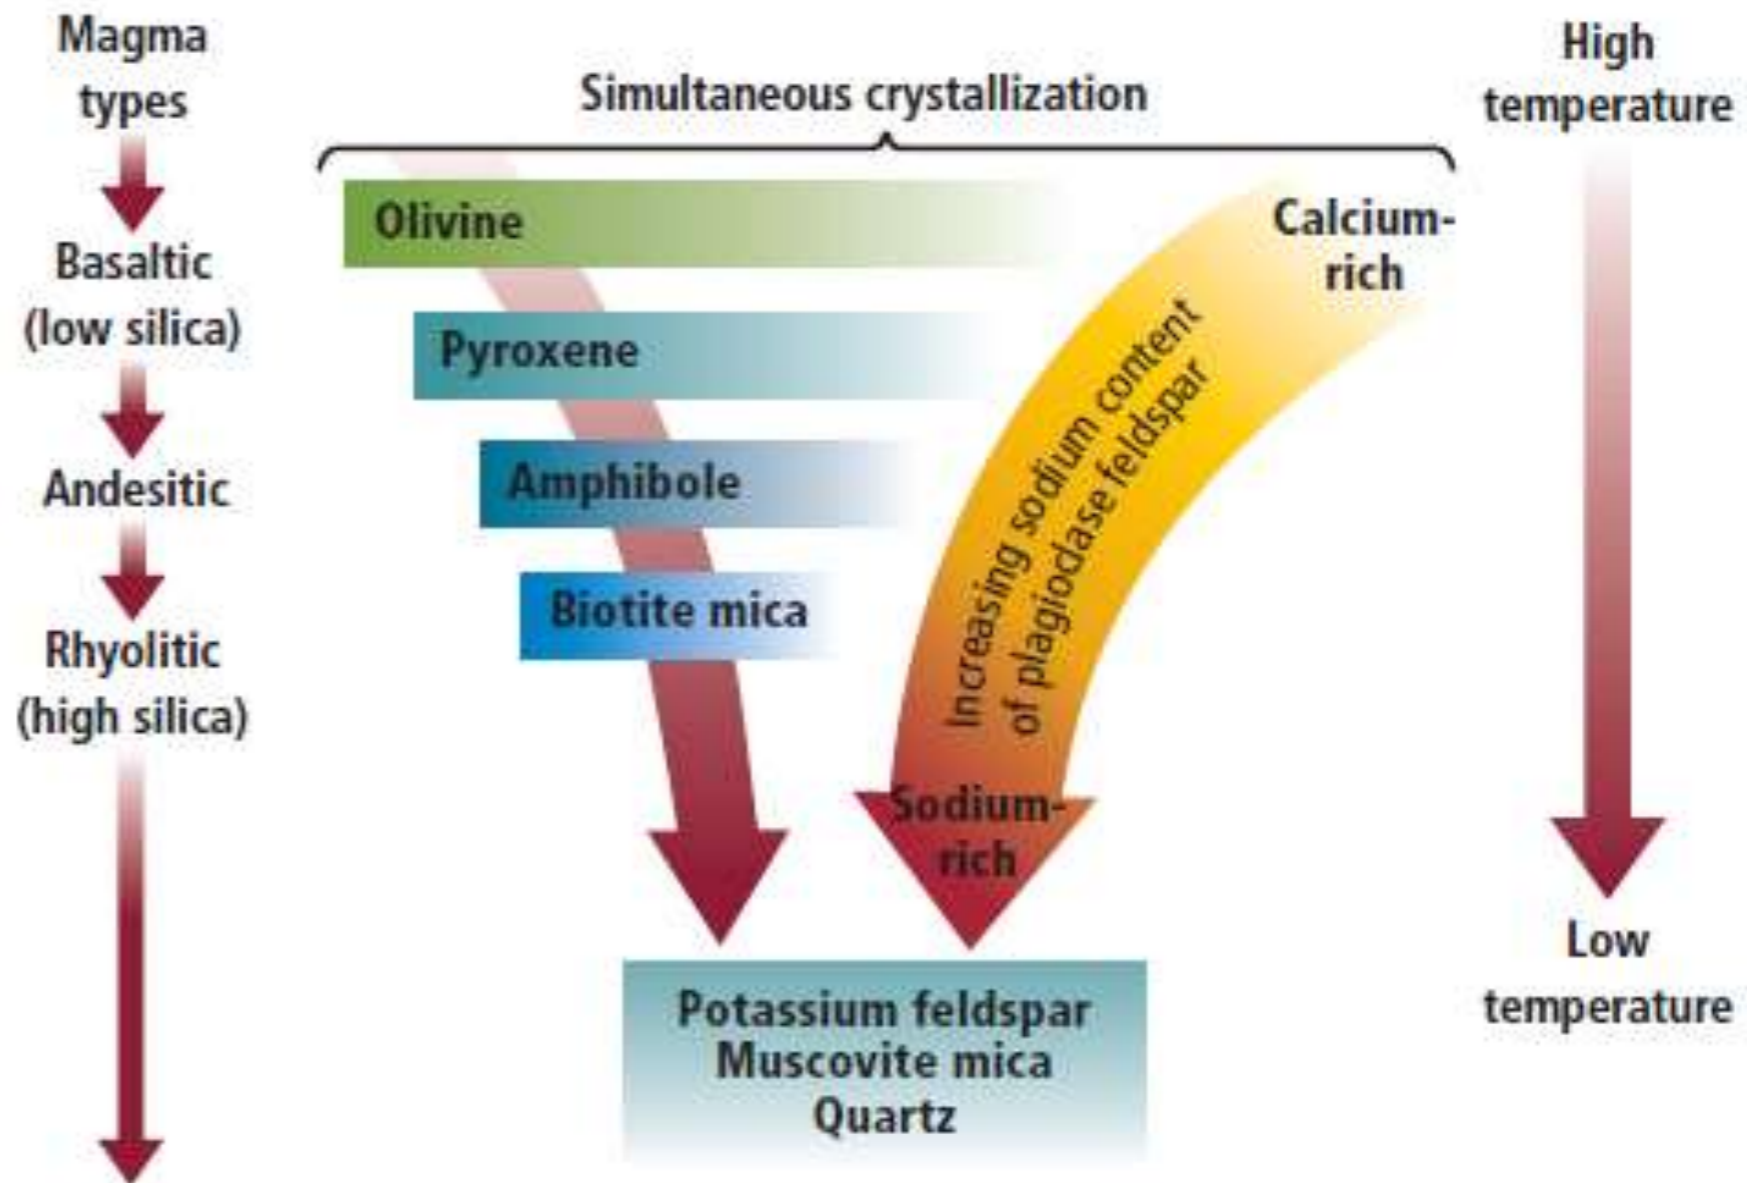 Magma
types
Basaltic
(low silica)
Andesitic
Rhyolitic
(high silica)
Simultaneous crystallization
Olivine
Pyroxene
Amphibole
Biotite mica
Calcium-
rich
Increasing sodium content
of plagiodase feldspar
Sodium-
rich
Potassium feldspar
Muscovite mica
Quartz
High
temperature
Low
temperature